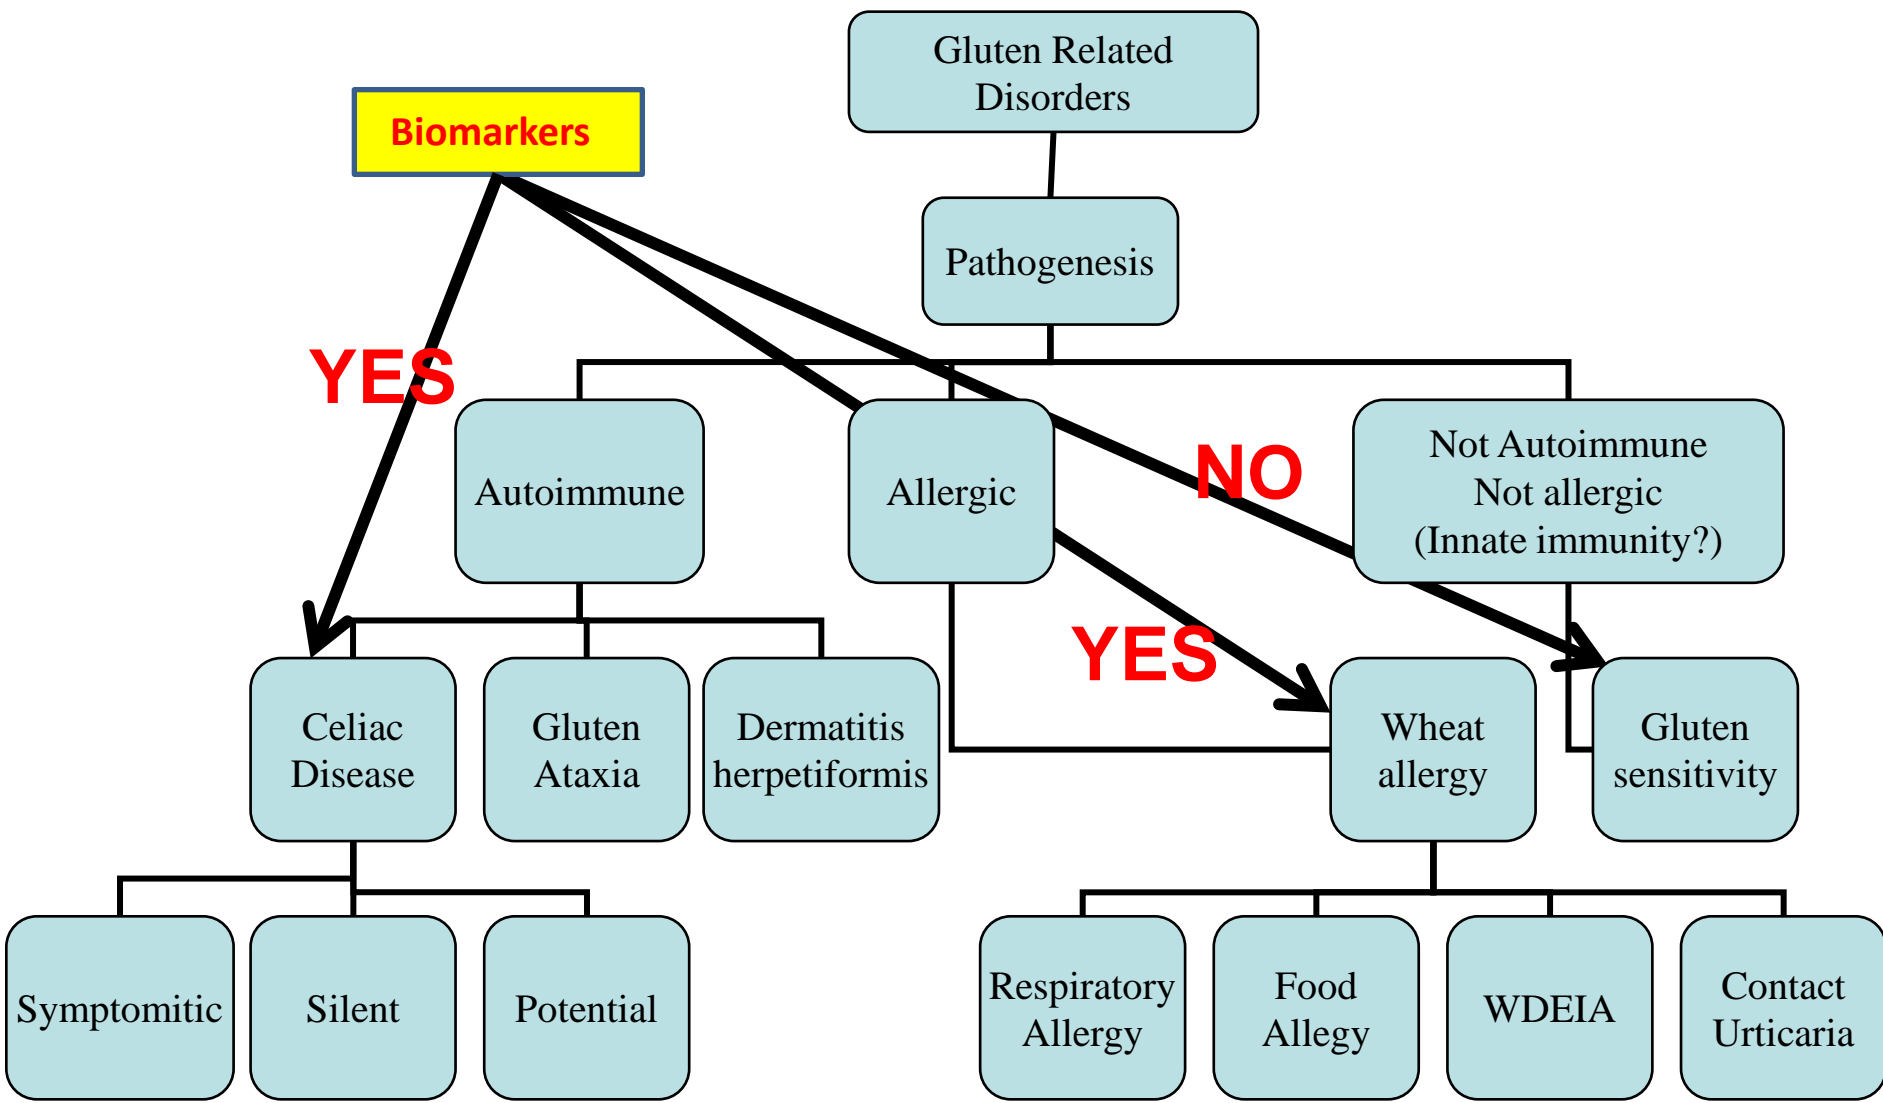 Gluten Related
Disorders
Biomarkers
Pathogenesis
YES
Autoimmune
Allergic
NO
Not Autoimmune
Not allergic
(Innate immunity?)
YES
Celiac
Disease
Gluten
Ataxia
Dermatitis
herpetiformis
Wheat
allergy
Gluten
sensitivity
Symptomitic
Silent
Potential
Respiratory
Allergy
Food
Allegy
WDEIA
Contact
Urticaria